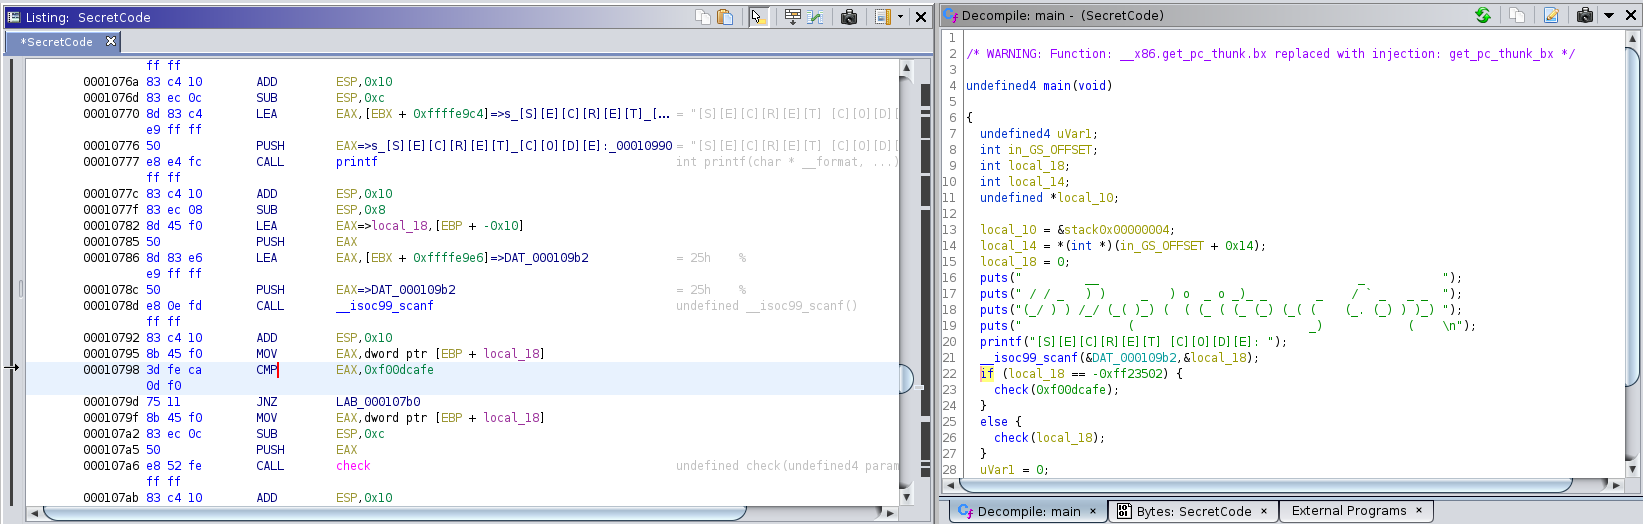 Listing: SecretCode
*SecretCode
ff ff
0001076a 83 c4 10 ADD ESP,0x10
0001076d 83 ec 0c SUB ESP,0xc
00010770 8d 83 c4 LEA EAX,[EBX + 0xffffe9c4]=>s_[S][E][C][R][E][T]_[... = "[S][E][C][R][E][T] [C][O][D][
e9 ff ff
00010776 50 PUSH EAX=>s_[S][E][C][R][E][T]_[C][O][D][E]:_00010990 = "[S][E][C][R][E][T] [C][O][D][
00010777 e8 e4 fc CALL printf int printf(char * __format, ...)
ff ff
0001077c 83 c4 10 ADD ESP,0x10
0001077f 83 ec 08 SUB ESP,0x8
00010782 8d 45 f0 LEA EAX=>local_18,[EBP + -0x10]
00010785 50 PUSH EAX
00010786 8d 83 e6 LEA EAX,[EBX + 0xffffe9e6]=>DAT_000109b2 = 25h %
e9 ff ff
0001078c 50 PUSH EAX=>DAT_000109b2 = 25h %
0001078d e8 0e fd CALL __isoc99_scanf undefined __isoc99_scanf()
ff ff
00010792 83 c4 10 ADD ESP,0x10
00010795 8b 45 f0 MOV EAX,dword ptr [EBP + local_18]
00010798 3d fe ca CMP EAX,0xf00dcafe
0d f0
0001079d 75 11 JNZ LAB_000107b0
0001079f 8b 45 f0 MOV EAX,dword ptr [EBP + local_18]
000107a2 83 ec 0c SUB ESP,0xc
000107a5 50 PUSH EAX
000107a6 e8 52 fe CALL check undefined check(undefined4 param
ff ff
000107ab 83 c4 10 ADD ESP,0x10
Decompile: main - (SecretCode)
1
2 /* WARNING: Function: __x86.get_pc_thunk.bx replaced with injection: get_pc_thunk_bx */
3
4 undefined4 main(void)
5
6 {
7 undefined4 uVar1;
8 int in_GS_OFFSET;
9 int local_18;
10 int local_14;
11 undefined *local_10;
12
13 local_10 = &stack0x00000004;
14 local_14 = *(int *)(in_GS_OFFSET + 0x14);
15 local_18 = 0;
16 puts("         __                                     _           ");
17 puts(" / / _   ) )     _   ) o  _ o _)_ _       _    / ` _   _ _  ");
18 puts("(_/ ) ) /_/ (_( )_) (  ( (_ ( (_ (_) (_( (    (_. (_) ) )_) ");
19 puts("               (                         _)            (    \n");
20 printf("[S][E][C][R][E][T] [C][O][D][E]: ");
21 __isoc99_scanf(&DAT_000109b2,&local_18);
22 if (local_18 == -0xff23502) {
23 check(0xf00dcafe);
24 }
25 else {
26 check(local_18);
27 }
28 uVar1 = 0;
Decompile: main × Bytes: SecretCode × External Programs ×